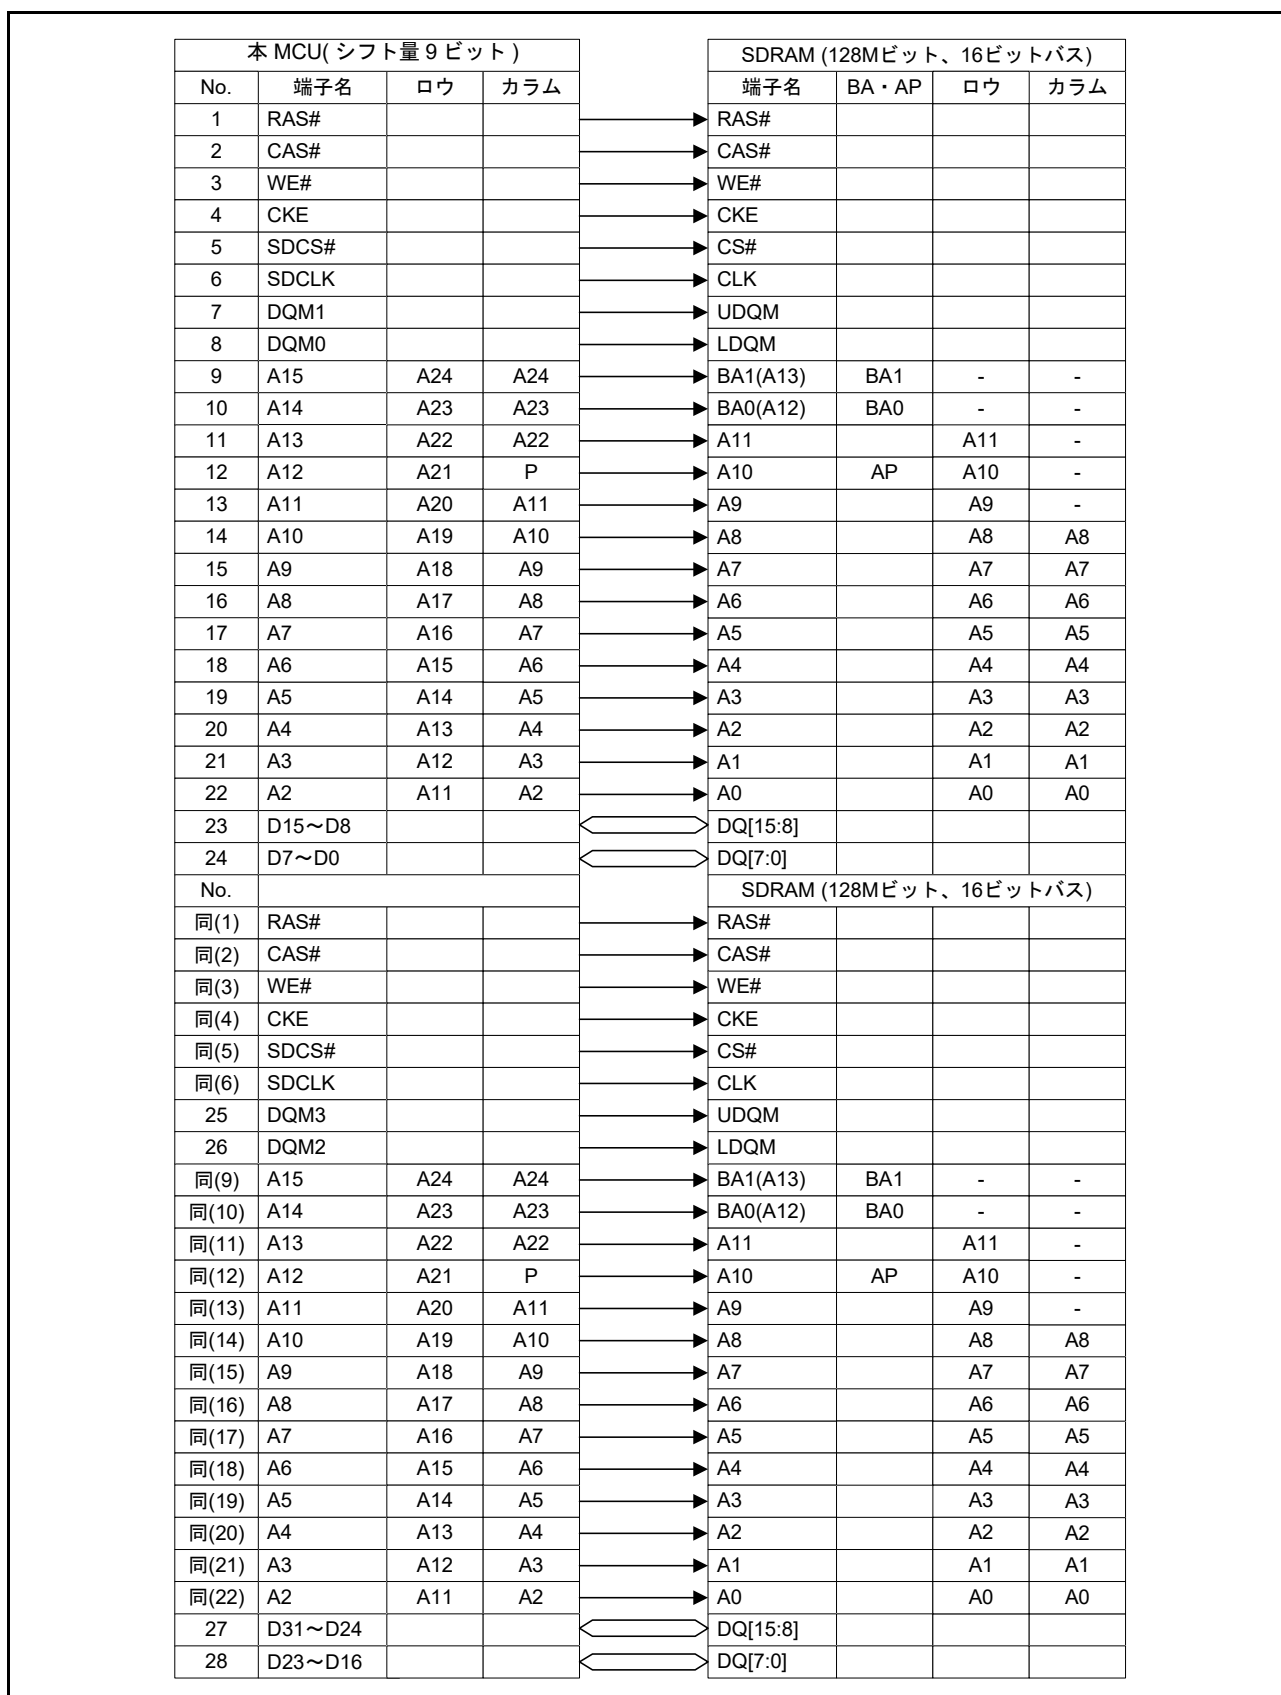 本 MCU( シフト量 9 ビット ) SDRAM (128Mビット、16ビットバス)
No. 端子名 ロウ カラム 端子名 BA・AP ロウ カラム
1 RAS# RAS#
2 CAS# CAS#
3 WE# WE#
4 CKE CKE
5 SDCS# CS#
6 SDCLK CLK
7 DQM1 UDQM
8 DQM0 LDQM
9 A15 A24 A24 BA1(A13) BA1 - -
10 A14 A23 A23 BA0(A12) BA0 - -
11 A13 A22 A22 A11 A11 -
12 A12 A21 P A10 AP A10 -
13 A11 A20 A11 A9 A9 -
14 A10 A19 A10 A8 A8 A8
15 A9 A18 A9 A7 A7 A7
16 A8 A17 A8 A6 A6 A6
17 A7 A16 A7 A5 A5 A5
18 A6 A15 A6 A4 A4 A4
19 A5 A14 A5 A3 A3 A3
20 A4 A13 A4 A2 A2 A2
21 A3 A12 A3 A1 A1 A1
22 A2 A11 A2 A0 A0 A0
23 D15～D8 DQ[15:8]
24 D7～D0 DQ[7:0]
No. SDRAM (128Mビット、16ビットバス)
同(1) RAS# RAS#
同(2) CAS# CAS#
同(3) WE# WE#
同(4) CKE CKE
同(5) SDCS# CS#
同(6) SDCLK CLK
25 DQM3 UDQM
26 DQM2 LDQM
同(9) A15 A24 A24 BA1(A13) BA1 - -
同(10) A14 A23 A23 BA0(A12) BA0 - -
同(11) A13 A22 A22 A11 A11 -
同(12) A12 A21 P A10 AP A10 -
同(13) A11 A20 A11 A9 A9 -
同(14) A10 A19 A10 A8 A8 A8
同(15) A9 A18 A9 A7 A7 A7
同(16) A8 A17 A8 A6 A6 A6
同(17) A7 A16 A7 A5 A5 A5
同(18) A6 A15 A6 A4 A4 A4
同(19) A5 A14 A5 A3 A3 A3
同(20) A4 A13 A4 A2 A2 A2
同(21) A3 A12 A3 A1 A1 A1
同(22) A2 A11 A2 A0 A0 A0
27 D31～D24 DQ[15:8]
28 D23～D16 DQ[7:0]